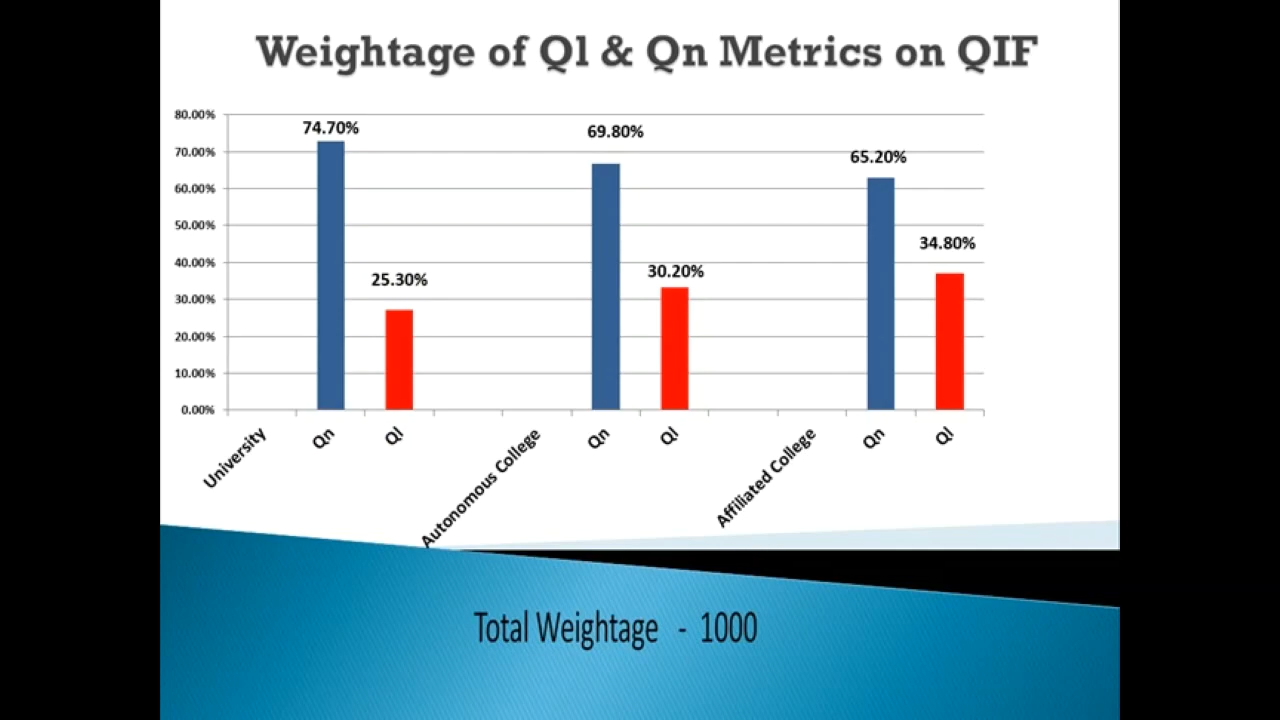 Weightage of Ql & Qn Metrics on QIF
80.00%
70.00%
60.00%
50.00%
40.00%
30.00%
20.00%
10.00%
0.00%
74.70%
25.30%
69.80%
30.20%
65.20%
34.80%
University
Qn
Ql
Autonomous College
Qn
Ql
Affiliated College
Qn
Ql
Total Weightage - 1000